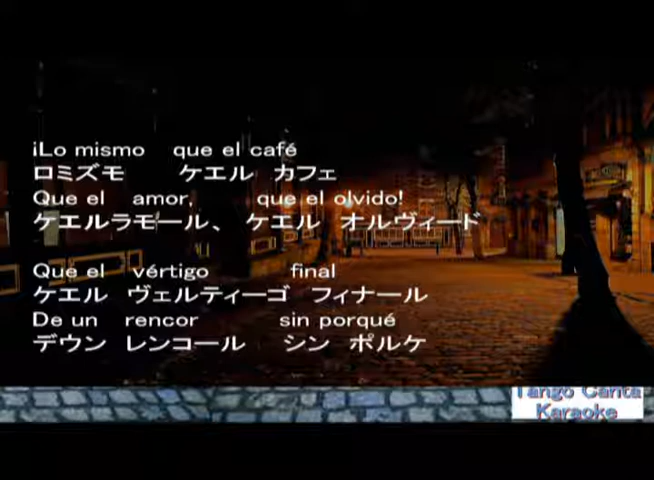 ¡Lo mismo que el café
ロミズモ ケエル カフェ
Que el amor, que el olvido!
ケエルラモール、 ケエル オルヴィード
Que el vértigo final
ケエル ヴェルティーゴ フィナール
De un rencor sin porqué
デウン レンコール シン ポルケ
Tango Canta
Karaoke